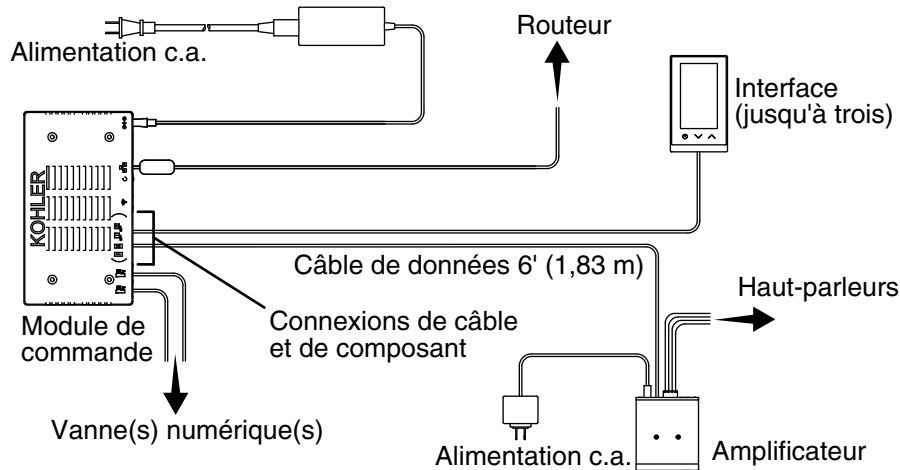 Alimentation c.a.
Routeur
Interface
(jusqu'à trois)
KOHLER
Câble de données 6' (1,83 m)
Haut-parleurs
Module de
commande
Connexions de câble
et de composant
Vanne(s) numérique(s)
Alimentation c.a.
Amplificateur